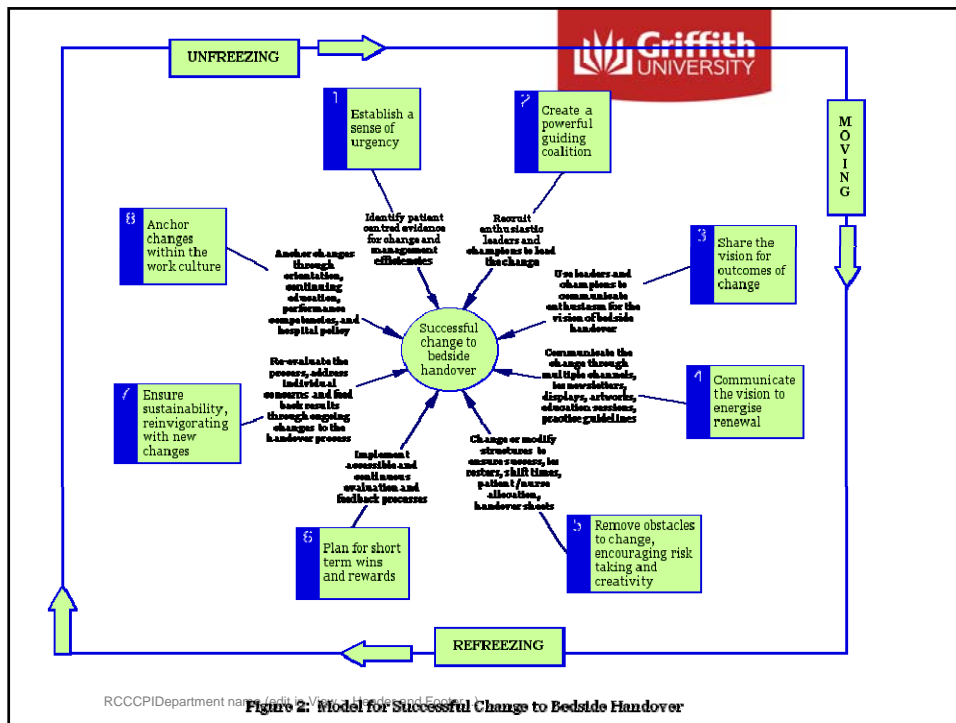 UNFREEZING
Griffith
UNIVERSITY
M
O
V
I
N
G
1
Establish a
sense of
urgency
2
Create a
powerful
guiding
coalition
Identify patient
centred evidence
for change and
management
efficiencies
Recruit
enthusiastic
leaders and
champions to lead
the change
8
Anchor
changes
within the
work culture
Anchor changes
through
orientation,
continuing
education,
performance
competencies, and
hospital policy
3
Share the
vision for
outcomes of
change
Use leaders and
champions to
communicate
enthusiasm for the
vision of bedside
handover
Successful
change to
bedside
handover
7
Ensure
sustainability,
reinvigorating
with new
changes
Re-evaluate the
process, address
individual
concerns and feed
back results
through ongoing
changes to the
handover process
Communicate the
change through
multiple channels,
ies newsletters,
displays, artworks,
education sessions,
practice guidelines
4
Communicate
the vision to
energise
renewal
Implement
accessible and
continuous
evaluation and
feedback processes
Change or modify
structures to
ensure success, ies
rosters, shift times,
patient/nurse
allocation,
handover sheets
6
Plan for short
term wins
and rewards
5
Remove obstacles
to change,
encouraging risk
taking and
creativity
REFREEZING
RCCCPIDepartment name (edit in View > Header and Footer...)
Figure 2: Model for Successful Change to Bedside Handover